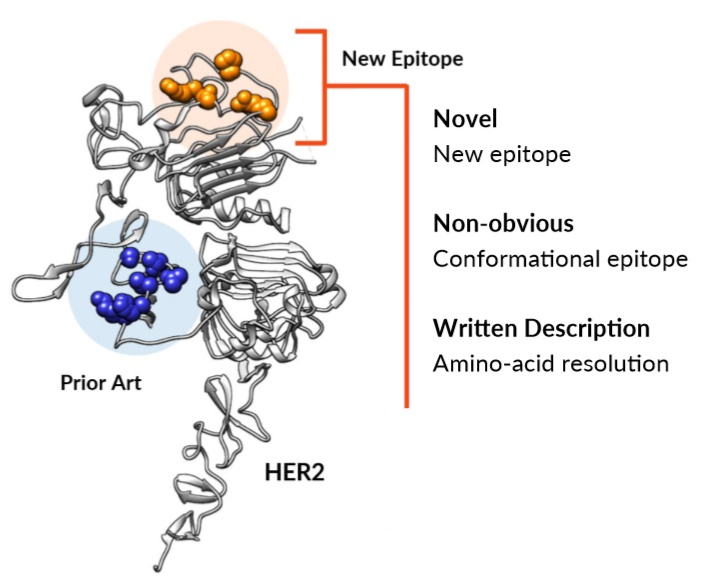 New Epitope
Novel
New epitope
Non-obvious
Conformational epitope
Written Description
Amino-acid resolution
Prior Art
HER2